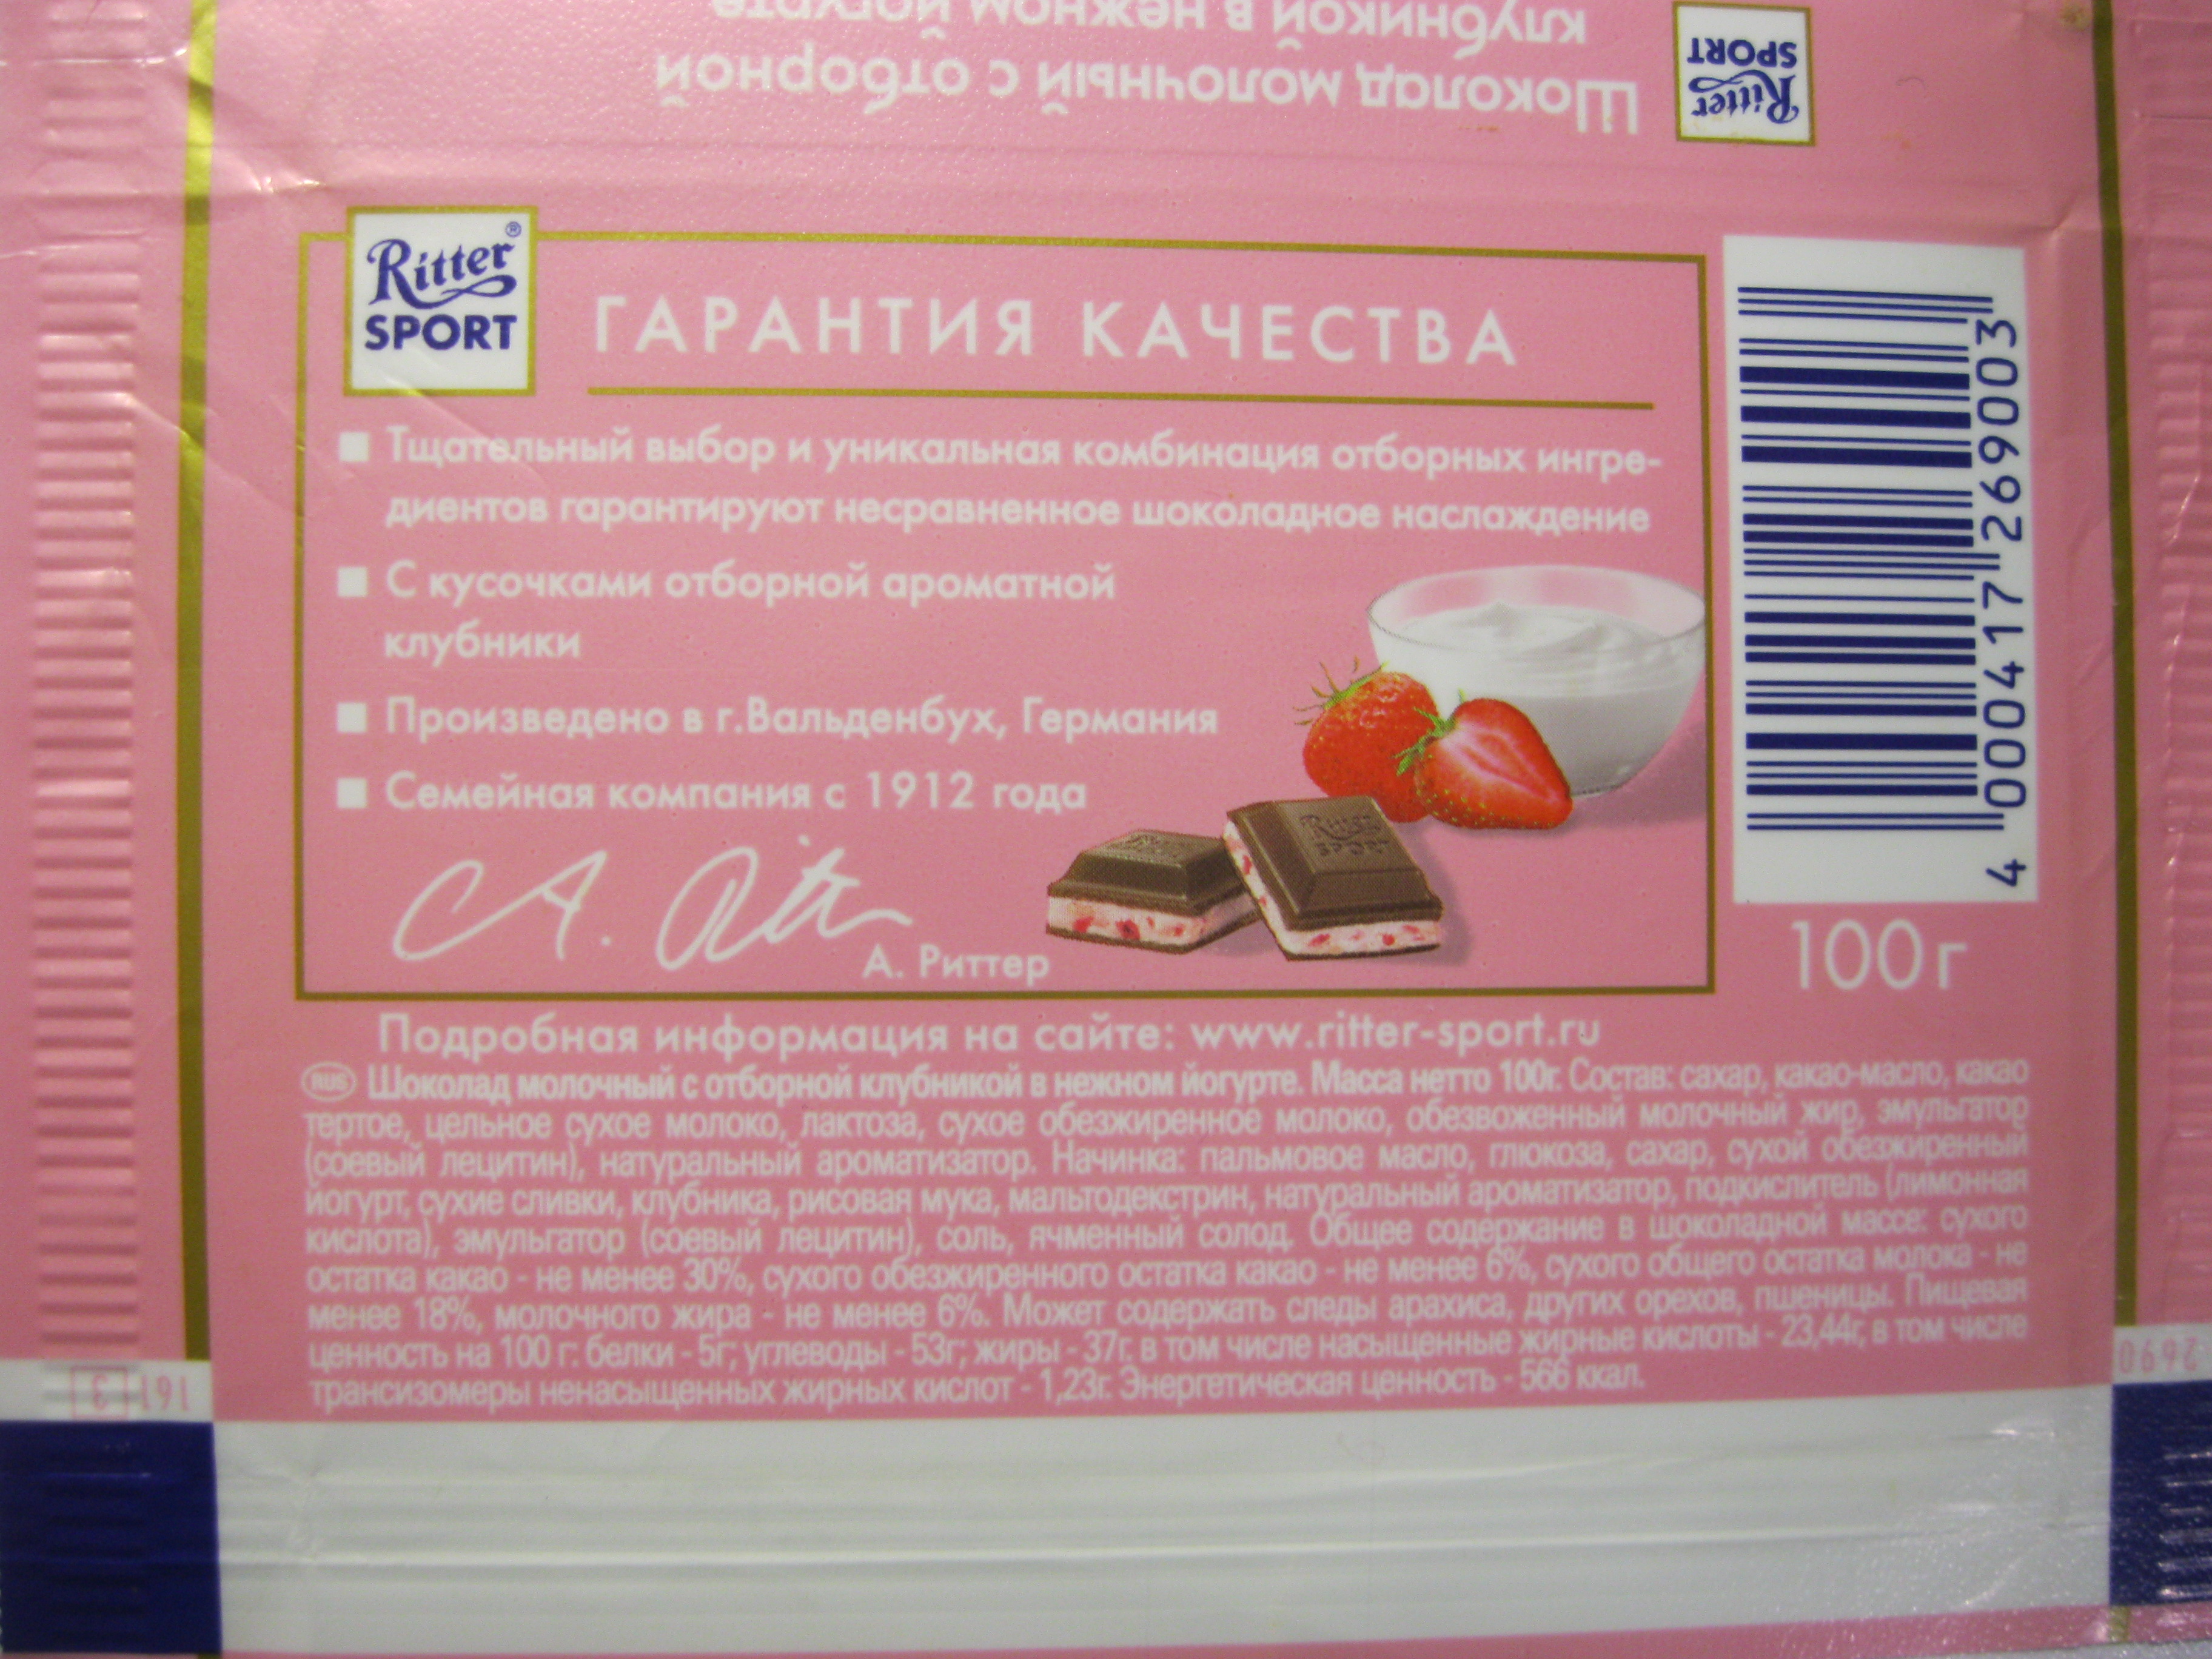 Шоколад молочный с отборной
клубникой в нежном йогурте
Ritter
SPORT
Ritter®
SPORT
ГАРАНТИЯ КАЧЕСТВА
■ Тщательный выбор и уникальная комбинация отборных ингре-
диентов гарантируют несравненное шоколадное наслаждение
■ С кусочками отборной ароматной
клубники
■ Произведено в г.Вальденбух, Германия
■ Семейная компания с 1912 года
A. Ritter
А. Риттер
Ritter
SPORT
4 000417 269003
100г
Подробная информация на сайте: www.ritter-sport.ru
RUS Шоколад молочный с отборной клубникой в нежном йогурте. Масса нетто 100г. Состав: сахар, какао-масло, какао
тертое, цельное сухое молоко, лактоза, сухое обезжиренное молоко, обезвоженный молочный жир, эмульгатор
(соевый лецитин), натуральный ароматизатор. Начинка: пальмовое масло, глюкоза, сахар, сухой обезжиренный
йогурт, сухие сливки, клубника, рисовая мука, мальтодекстрин, натуральный ароматизатор, подкислитель (лимонная
кислота), эмульгатор (соевый лецитин), соль, ячменный солод. Общее содержание в шоколадной массе: сухого
остатка какао - не менее 30%, сухого обезжиренного остатка какао - не менее 6%, сухого общего остатка молока - не
менее 18%, молочного жира - не менее 6%. Может содержать следы арахиса, других орехов, пшеницы. Пищевая
ценность на 100 г: белки - 5г; углеводы - 53г; жиры - 37г. в том числе насыщенные жирные кислоты - 23,44г, в том числе
трансизомеры ненасыщенных жирных кислот - 1,23г. Энергетическая ценность - 566 ккал.
161 3